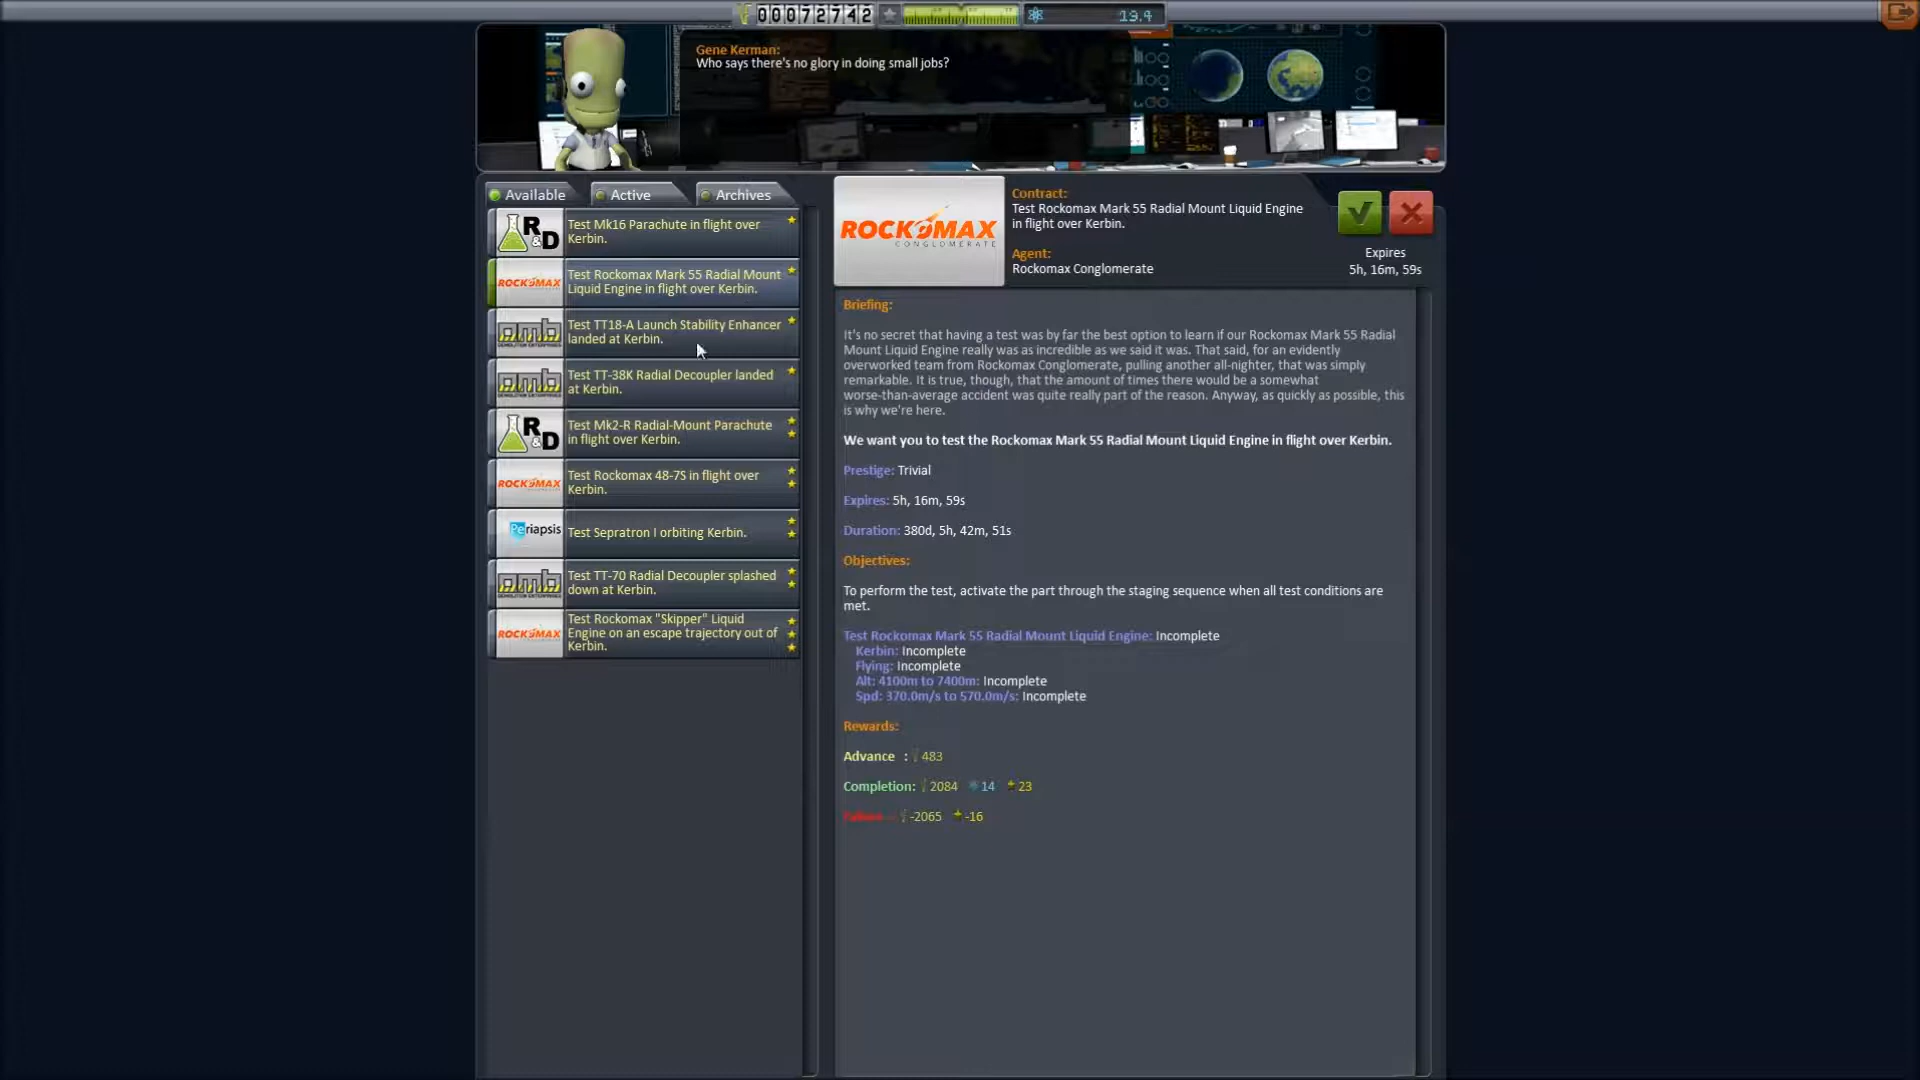 00072742
13.4
Gene Kerman:
Who says there's no glory in doing small jobs?
Available
Active
Archives
R&D
Test Mk16 Parachute in flight over
Kerbin.
ROCKOMAX
Test Rockomax Mark 55 Radial Mount
Liquid Engine in flight over Kerbin.
Test TT18-A Launch Stability Enhancer
landed at Kerbin.
Test TT-38K Radial Decoupler landed
at Kerbin.
R&D
Test Mk2-R Radial-Mount Parachute
in flight over Kerbin.
ROCKOMAX
Test Rockomax 48-7S in flight over
Kerbin.
Periapsis
Test Sepratron I orbiting Kerbin.
Test TT-70 Radial Decoupler splashed
down at Kerbin.
ROCKOMAX
Test Rockomax "Skipper" Liquid
Engine on an escape trajectory out of
Kerbin.
ROCKOMAX
CONGLOMERATE
Contract:
Test Rockomax Mark 55 Radial Mount Liquid Engine
in flight over Kerbin.
Agent:
Rockomax Conglomerate
Expires
5h, 16m, 59s
Briefing:
It's no secret that having a test was by far the best option to learn if our Rockomax Mark 55 Radial
Mount Liquid Engine really was as incredible as we said it was. That said, for an evidently
overworked team from Rockomax Conglomerate, pulling another all-nighter, that was simply
remarkable. It is true, though, that the amount of times there would be a somewhat
worse-than-average accident was quite really part of the reason. Anyway, as quickly as possible, this
is why we're here.
We want you to test the Rockomax Mark 55 Radial Mount Liquid Engine in flight over Kerbin.
Prestige: Trivial
Expires: 5h, 16m, 59s
Duration: 380d, 5h, 42m, 51s
Objectives:
To perform the test, activate the part through the staging sequence when all test conditions are
met.
Test Rockomax Mark 55 Radial Mount Liquid Engine: Incomplete
Kerbin: Incomplete
Flying: Incomplete
Alt: 4100m to 7400m: Incomplete
Spd: 370.0m/s to 570.0m/s: Incomplete
Rewards:
Advance : 483
Completion: 2084 14 23
-2065 -16